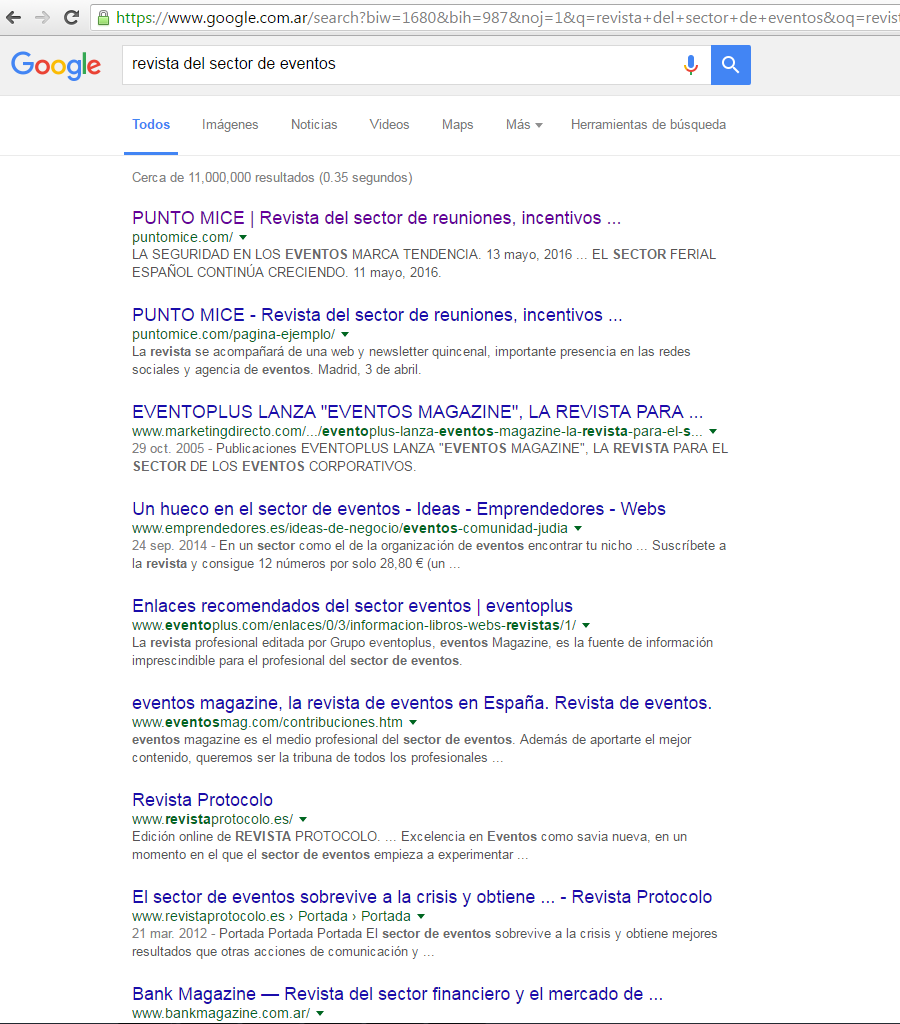 https://www.google.com.ar/search?biw=1680&bih=987&noj=1&q=revista+del+sector+de+eventos&oq=revist
Google
revista del sector de eventos
Todos Imágenes Noticias Videos Maps Más Herramientas de búsqueda
Cerca de 11,000,000 resultados (0.35 segundos)
PUNTO MICE | Revista del sector de reuniones, incentivos ...
puntomice.com/
LA SEGURIDAD EN LOS EVENTOS MARCA TENDENCIA. 13 mayo, 2016 ... EL SECTOR FERIAL
ESPAÑOL CONTINÚA CRECIENDO. 11 mayo, 2016.
PUNTO MICE - Revista del sector de reuniones, incentivos ...
puntomice.com/pagina-ejemplo/
La revista se acompañará de una web y newsletter quincenal, importante presencia en las redes
sociales y agencia de eventos. Madrid, 3 de abril.
EVENTOPLUS LANZA "EVENTOS MAGAZINE", LA REVISTA PARA ...
www.marketingdirecto.com/.../eventoplus-lanza-eventos-magazine-la-revista-para-el-s...
29 oct. 2005 - Publicaciones EVENTOPLUS LANZA "EVENTOS MAGAZINE", LA REVISTA PARA EL
SECTOR DE LOS EVENTOS CORPORATIVOS.
Un hueco en el sector de eventos - Ideas - Emprendedores - Webs
www.emprendedores.es/ideas-de-negocio/eventos-comunidad-judia
24 sep. 2014 - En un sector como el de la organización de eventos encontrar tu nicho ... Suscríbete a
la revista y consigue 12 números por solo 28,80 € (un ...
Enlaces recomendados del sector eventos | eventoplus
www.eventoplus.com/enlaces/0/3/informacion-libros-webs-revistas/1/
La revista profesional editada por Grupo eventoplus, eventos Magazine, es la fuente de información
imprescindible para el profesional del sector de eventos.
eventos magazine, la revista de eventos en España. Revista de eventos.
www.eventosmag.com/contribuciones.htm
eventos magazine es el medio profesional del sector de eventos. Además de aportarte el mejor
contenido, queremos ser la tribuna de todos los profesionales ...
Revista Protocolo
www.revistaprotocolo.es/
Edición online de REVISTA PROTOCOLO. ... Excelencia en Eventos como savia nueva, en un
momento en el que el sector de eventos empieza a experimentar ...
El sector de eventos sobrevive a la crisis y obtiene ... - Revista Protocolo
www.revistaprotocolo.es › Portada › Portada
21 mar. 2012 - Portada Portada Portada El sector de eventos sobrevive a la crisis y obtiene mejores
resultados que otras acciones de comunicación y ...
Bank Magazine — Revista del sector financiero y el mercado de ...
www.bankmagazine.com.ar/